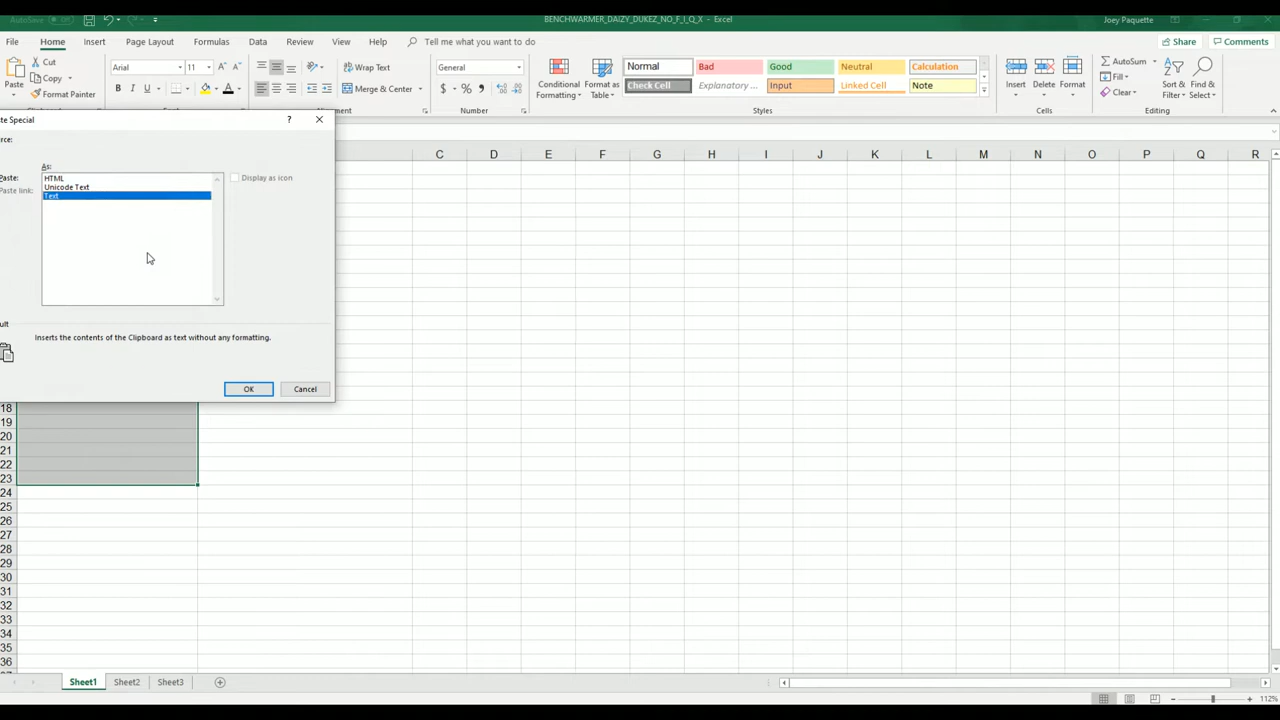 AutoSave Off BENCHWARMER_DAIZY_DUKEZ_NO_F_I_Q_X - Excel Joey Paquette
File Home Insert Page Layout Formulas Data Review View Help Tell me what you want to do Share Comments
Paste Cut Copy Format Painter
Arial 11 A A
B I U A
Wrap Text
Merge & Center
General
$ % 9
Conditional Formatting Format as Table
Normal Bad Good Neutral Calculation
Check Cell Explanatory ... Input Linked Cell Note
Insert Delete Format
AutoSum Fill Clear
Sort & Filter Find & Select
Alignment Number Styles Cells Editing
te Special ?
rce:
As:
Paste: HTML
Unicode Text
Paste link: Text
Display as icon
ult
Inserts the contents of the Clipboard as text without any formatting.
OK Cancel
C D E F G H I J K L M N O P Q R
18
19
20
21
22
23
24
25
26
27
28
29
30
31
32
33
34
35
36
Sheet1 Sheet2 Sheet3
112%